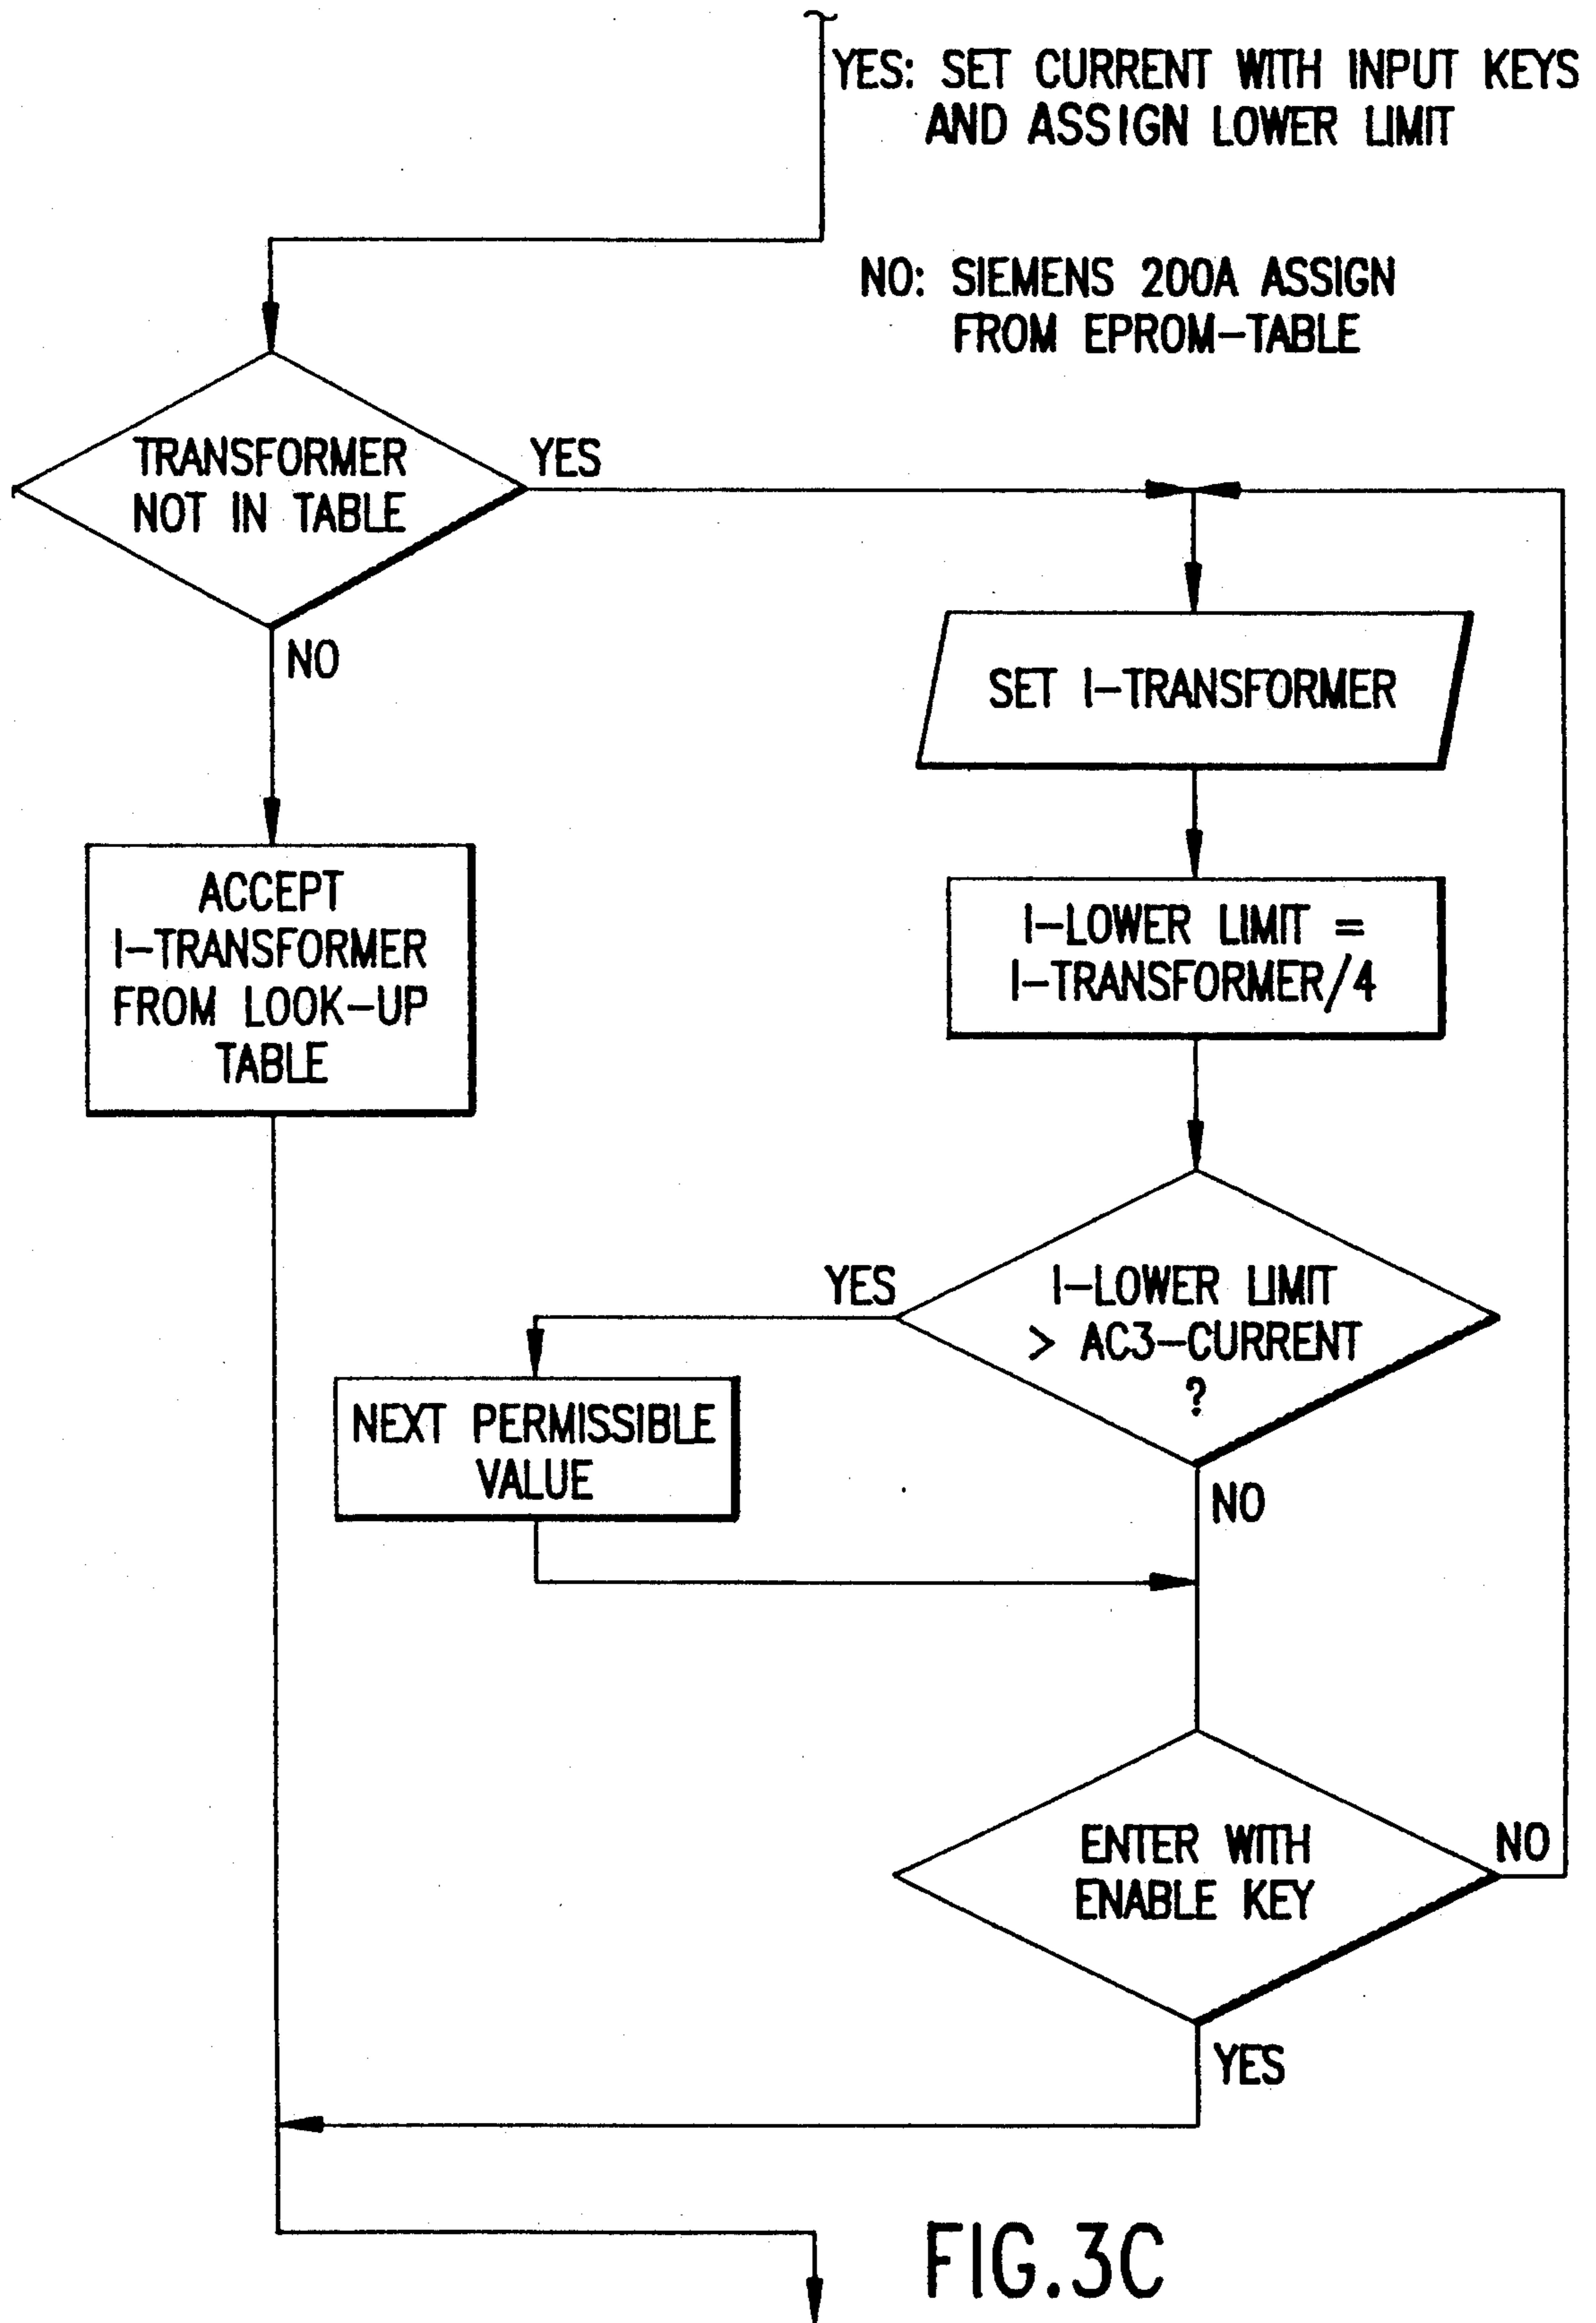 YES: SET CURRENT WITH INPUT KEYS
AND ASSIGN LOWER LIMIT
NO: SIEMENS 200A ASSIGN
FROM EPROM-TABLE
TRANSFORMER
NOT IN TABLE
YES
NO
SET I-TRANSFORMER
ACCEPT
I-TRANSFORMER
FROM LOOK-UP
TABLE
I-LOWER LIMIT =
I-TRANSFORMER/4
I-LOWER LIMIT
> AC3-CURRENT
?
YES
NO
NEXT PERMISSIBLE
VALUE
ENTER WITH
ENABLE KEY
NO
YES
FIG.3C